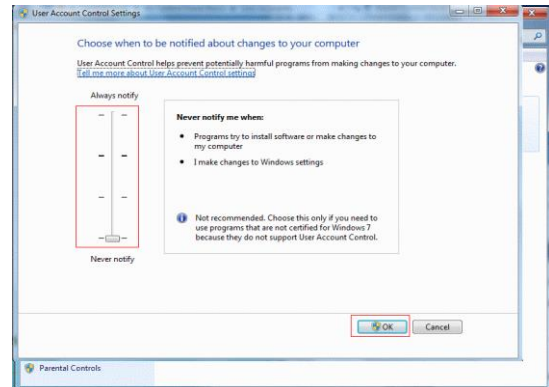 User Account Control Settings
Choose when to be notified about changes to your computer
User Account Control helps prevent potentially harmful programs from making changes to your computer.
Tell me more about User Account Control settings
Always notify
Never notify me when:
• Programs try to install software or make changes to
my computer
• I make changes to Windows settings
Not recommended. Choose this only if you need to
use programs that are not certified for Windows 7
because they do not support User Account Control.
Never notify
OK
Cancel
Parental Controls